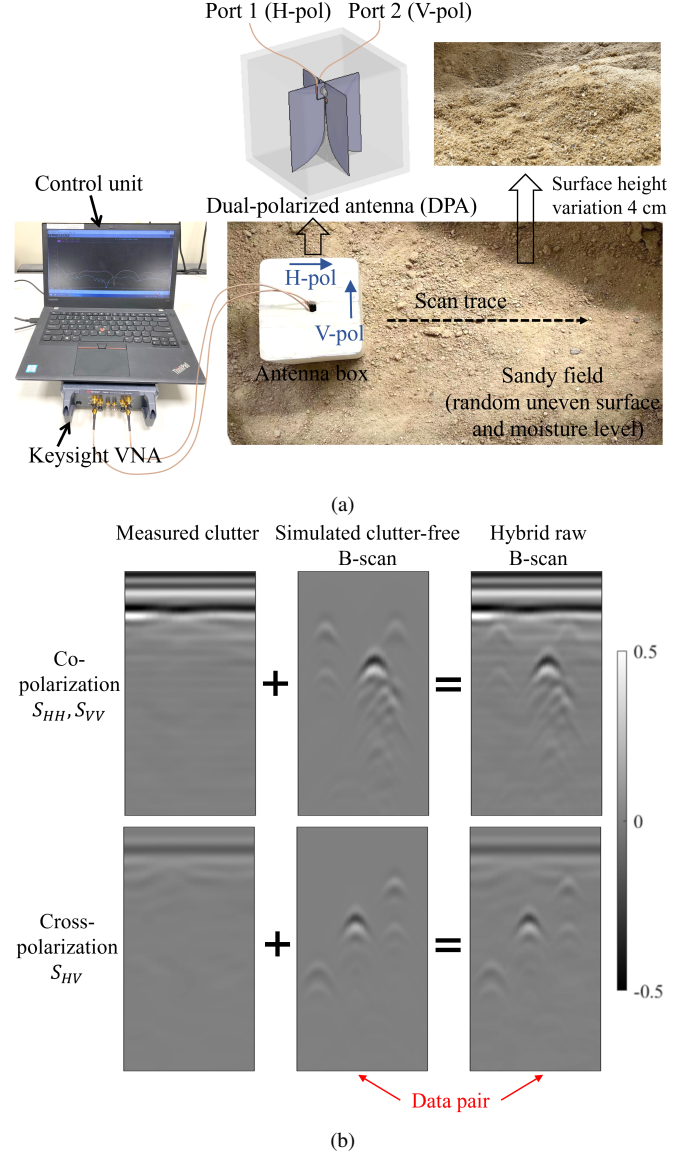 Port 1 (H-pol) Port 2 (V-pol)
Control unit
Dual-polarized antenna (DPA)
Surface height
variation 4 cm
H-pol
V-pol
Scan trace
Antenna box
Sandy field
(random uneven surface
and moisture level)
ThinkPad
Keysight VNA
(a)
Measured clutter
Simulated clutter-free
B-scan
Hybrid raw
B-scan
Co-
polarization
S_HH, S_VV
+
=
0.5
0
-0.5
Cross-
polarization
S_HV
+
=
Data pair
(b)